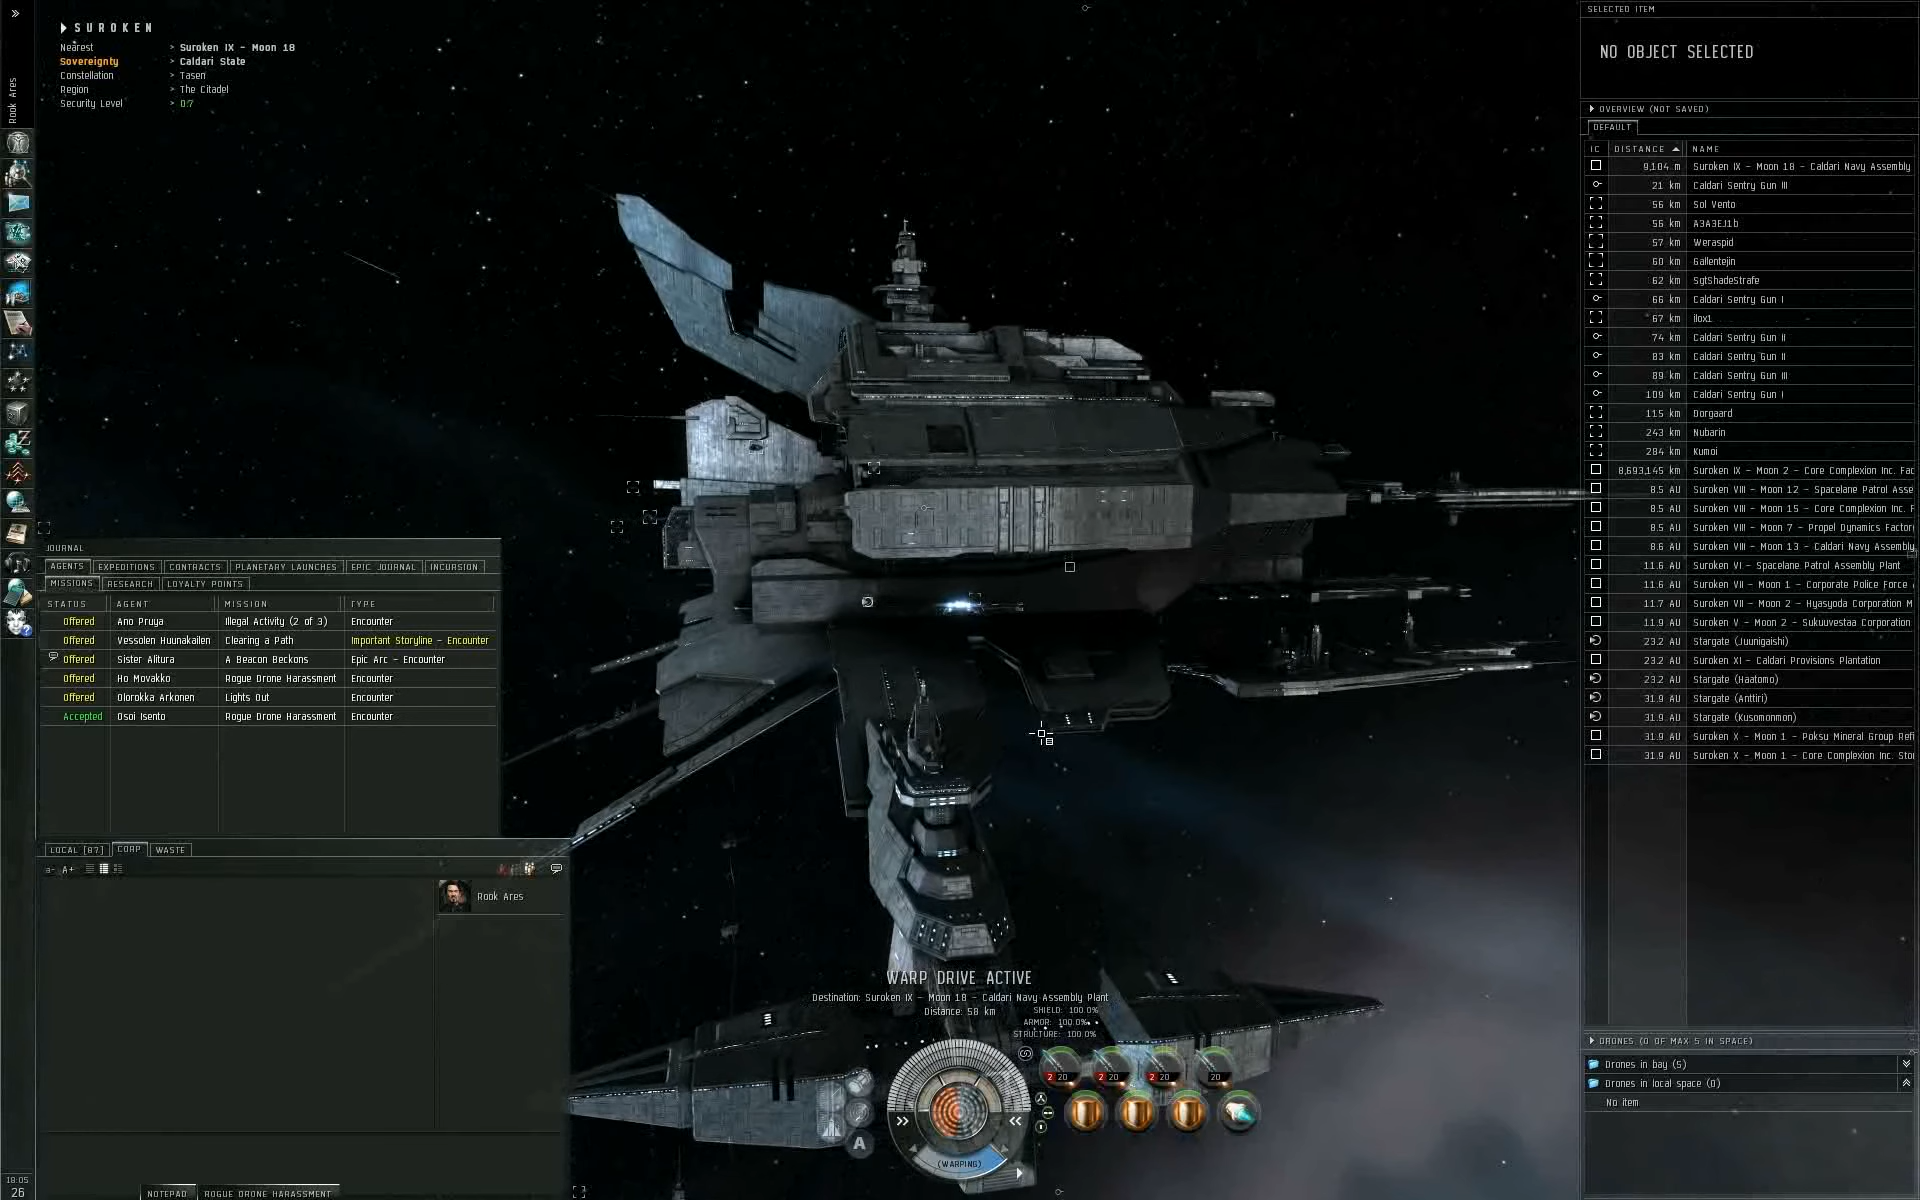 SUROKEN
Nearest > Suroken IX - Moon 18
Sovereignty > Caldari State
Constellation > Tasen
Region > The Citadel
Security Level > 0.7
Rook Ares
SELECTED ITEM
NO OBJECT SELECTED
OVERVIEW (NOT SAVED)
DEFAULT
IC DISTANCE NAME
9,104 m Suroken IX - Moon 18 - Caldari Navy Assembly
21 km Caldari Sentry Gun III
56 km Sol Vento
56 km A3A3EJ1b
57 km Weraspid
60 km Gallentejin
62 km SgtShadeStrafe
66 km Caldari Sentry Gun I
67 km ilox1
74 km Caldari Sentry Gun II
83 km Caldari Sentry Gun II
89 km Caldari Sentry Gun III
109 km Caldari Sentry Gun I
115 km Dorgaard
243 km Nubarin
284 km Kumoi
8,693,145 km Suroken IX - Moon 2 - Core Complexion Inc. Fac
8.5 AU Suroken VIII - Moon 12 - Spacelane Patrol Asse
8.5 AU Suroken VIII - Moon 15 - Core Complexion Inc. F
8.5 AU Suroken VIII - Moon 7 - Propel Dynamics Factor
8.6 AU Suroken VIII - Moon 13 - Caldari Navy Assembly
11.6 AU Suroken VI - Spacelane Patrol Assembly Plant
11.6 AU Suroken VII - Moon 1 - Corporate Police Force
11.7 AU Suroken VII - Moon 2 - Hyasyoda Corporation M
11.9 AU Suroken V - Moon 2 - Sukuuvestaa Corporation
23.2 AU Stargate (Juunigaishi)
23.2 AU Suroken XI - Caldari Provisions Plantation
23.2 AU Stargate (Haatomo)
31.9 AU Stargate (Anttiri)
31.9 AU Stargate (Kusomonmon)
31.9 AU Suroken X - Moon 1 - Poksu Mineral Group Refi
31.9 AU Suroken X - Moon 1 - Core Complexion Inc. Stor
JOURNAL
AGENTS EXPEDITIONS CONTRACTS PLANETARY LAUNCHES EPIC JOURNAL INCURSION
MISSIONS RESEARCH LOYALTY POINTS
STATUS AGENT MISSION TYPE
Offered Ano Pruya Illegal Activity (2 of 3) Encounter
Offered Vessolen Huunakailen Clearing a Path Important Storyline - Encounter
Offered Sister Alitura A Beacon Beckons Epic Arc - Encounter
Offered Ho Movakko Rogue Drone Harassment Encounter
Offered Olorokka Arkonen Lights Out Encounter
Accepted Osoi Isento Rogue Drone Harassment Encounter
LOCAL [87] CORP WASTE
a- A+
Rook Ares
WARP DRIVE ACTIVE
Destination: Suroken IX - Moon 18 - Caldari Navy Assembly Plant
Distance: 58 km
SHIELD: 100.0%
ARMOR: 100.0%
STRUCTURE: 100.0%
2 20 2 20 2 20 20
A
(WARPING)
DRONES (0 OF MAX 5 IN SPACE)
Drones in bay (5)
Drones in local space (0)
No item
18:05
26
NOTEPAD ROGUE DRONE HARASSMENT